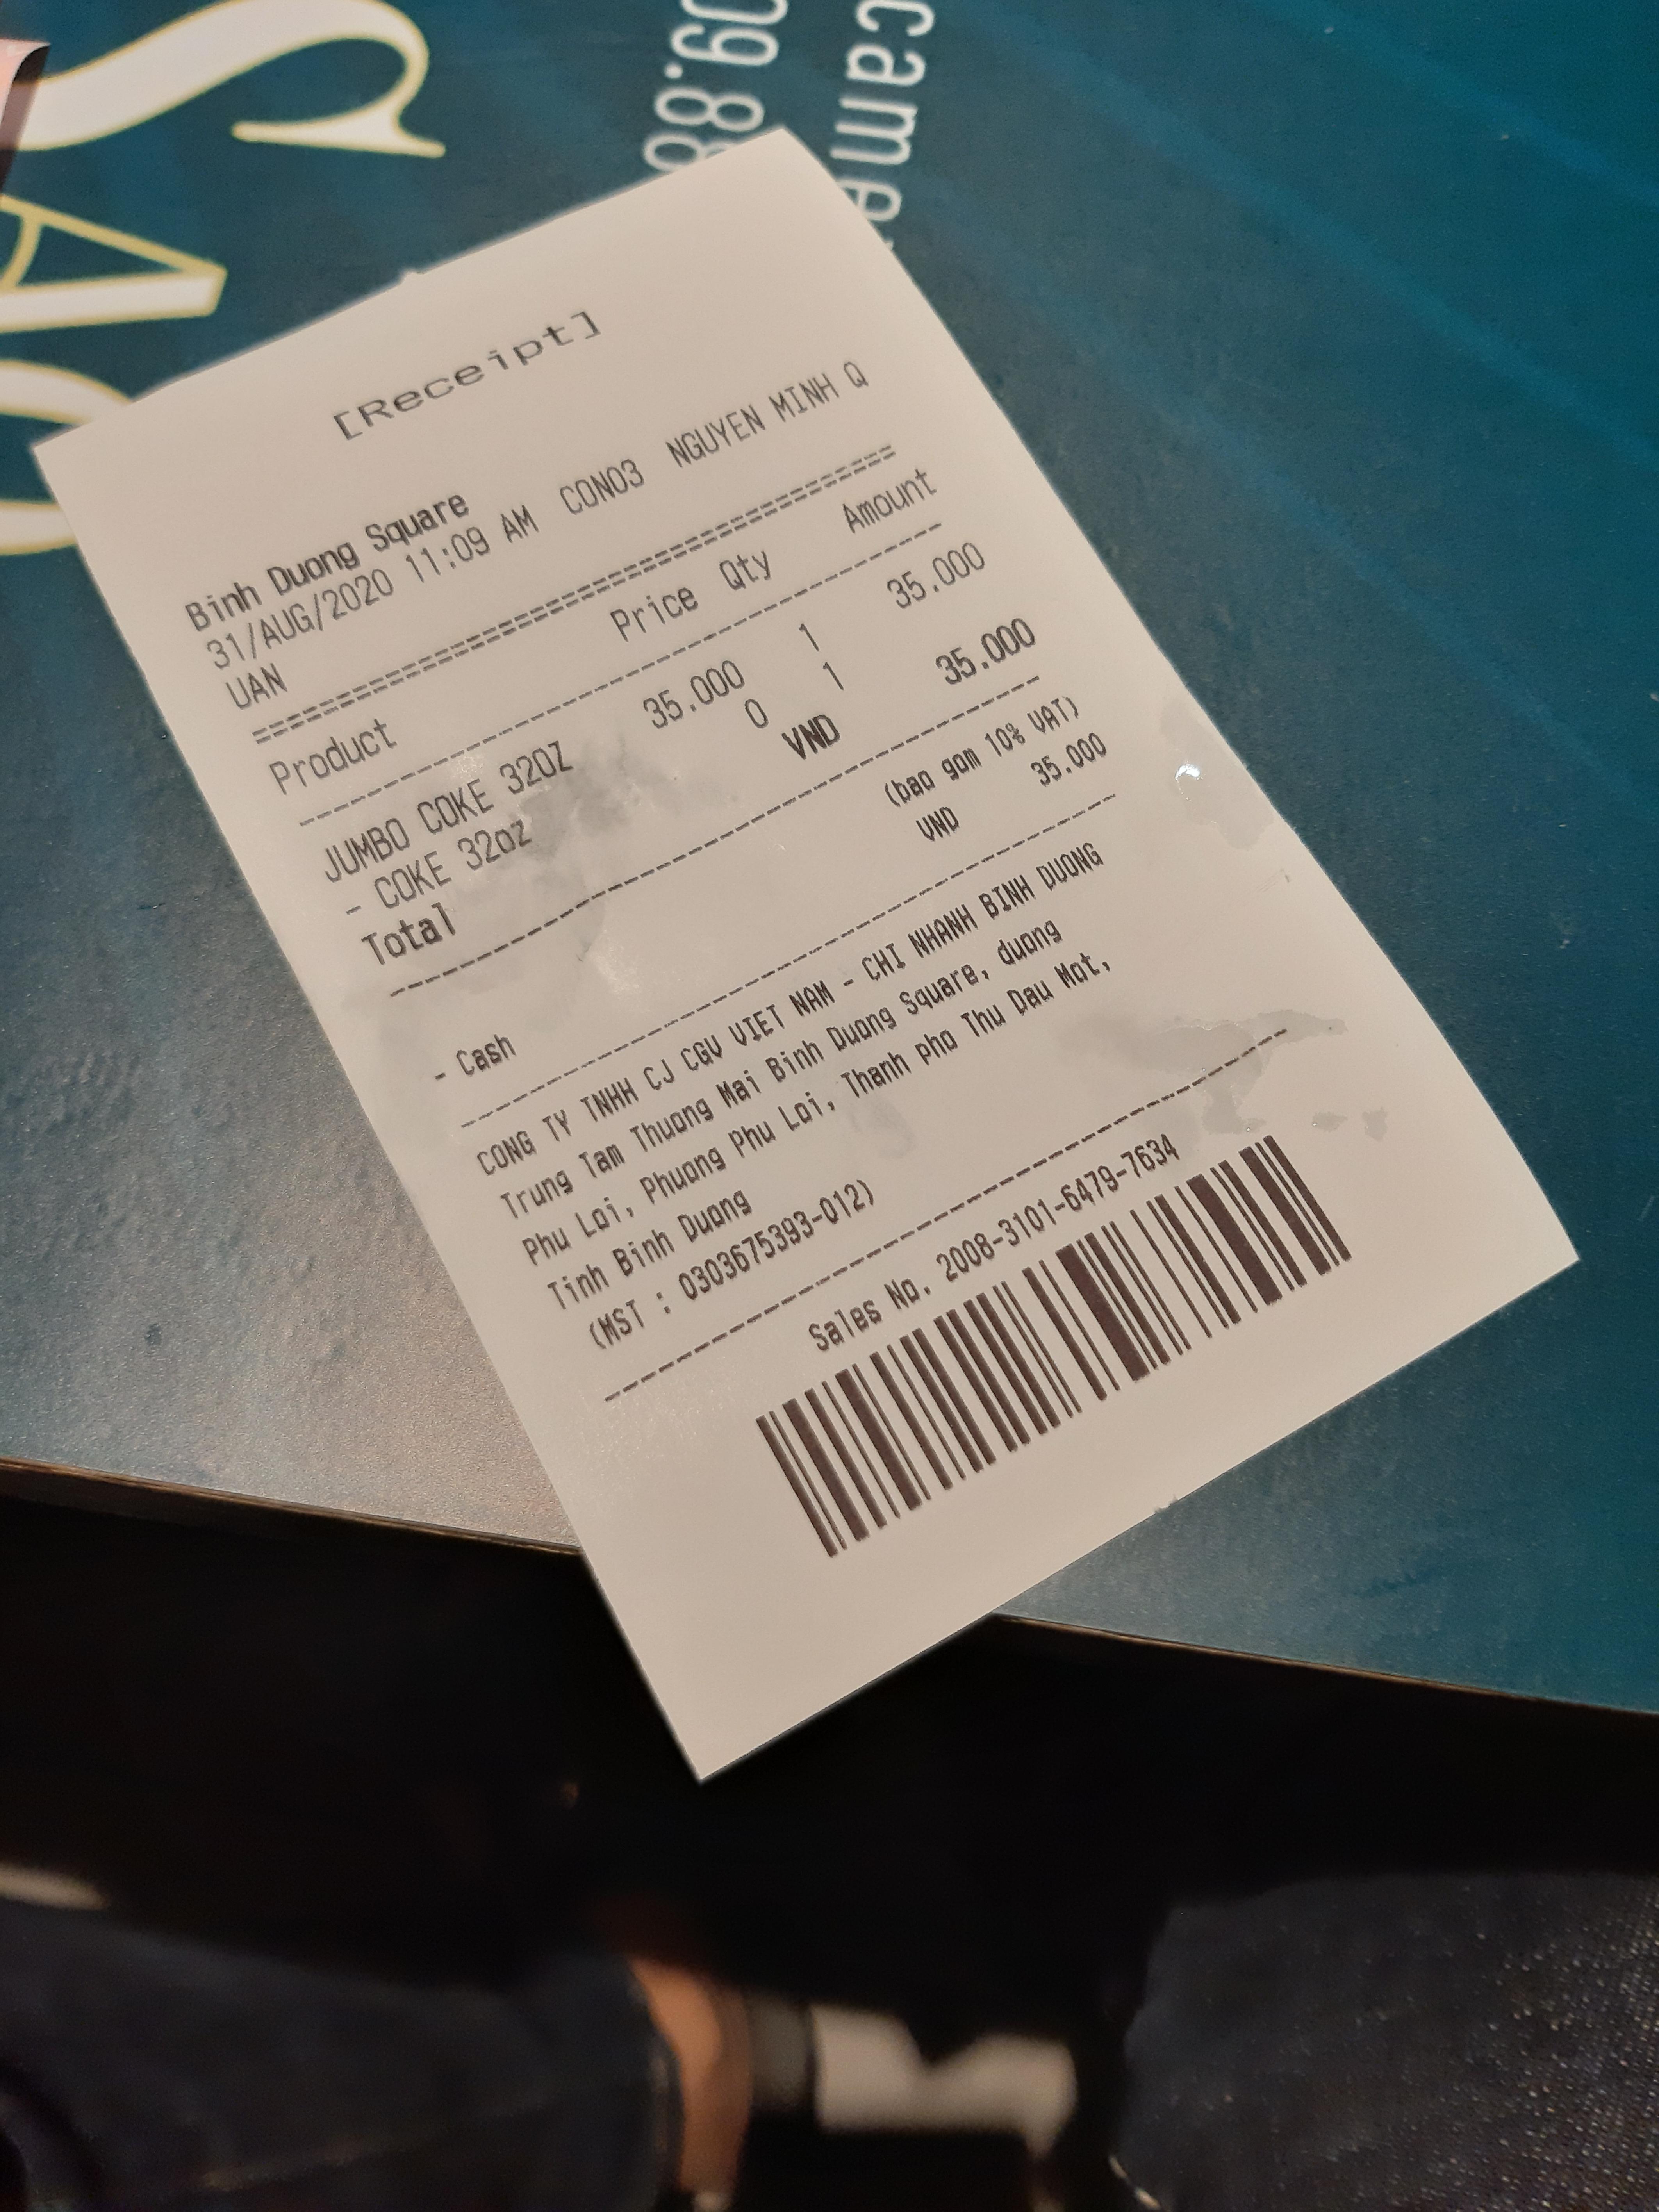 S
A
09.88
came
[Receipt]
Binh Duong Square
31/AUG/2020 11:09 AM CON03 NGUYEN MINH Q
UAN
Product Price Qty Amount
JUMBO COKE 32OZ 35.000 1 35.000
- COKE 32oz 0 1
Total VND 35.000
(bao gom 10% VAT)
- Cash VND 35.000
CONG TY TNHH CJ CGV VIET NAM - CHI NHANH BINH DUONG
Trung Tam Thuong Mai Binh Duong Square, duong
Phu Loi, Phuong Phu Loi, Thanh pho Thu Dau Mot,
Tinh Binh Duong
(MST : 0303675393-012)
Sales No. 2008-3101-6479-7634